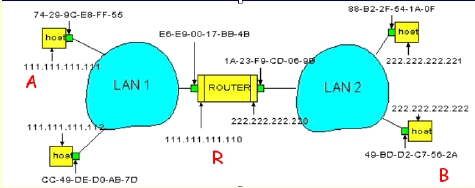 74-29-9C-E8-FF-55
88-B2-2F-54-1A-0F
host
E6-E9-00-17-BB-4B
host
1A-23-F9-CD-06-9B
111.111.111.111
222.222.222.221
A
LAN 1
ROUTER
LAN 2
111.111.111.112
222.222.222.220
222.222.222.222
111.111.111.110
host
R
host
CC-49-DE-D0-AB-7D
49-BD-D2-C7-56-2A
B